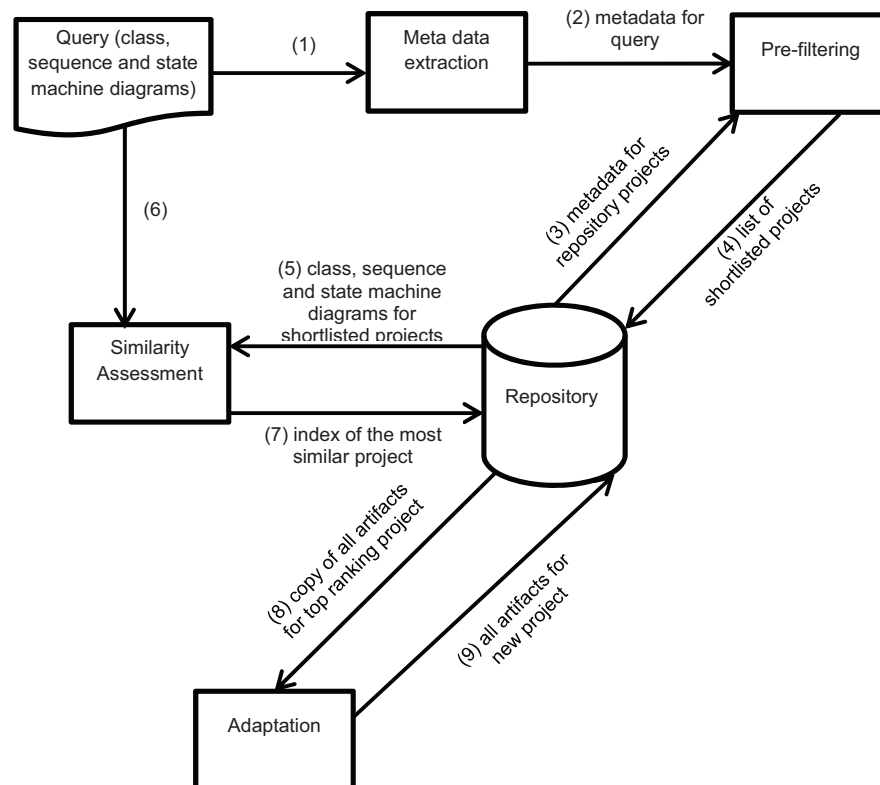 Query (class,
sequence and state
machine diagrams)
(1)
Meta data
extraction
(2) metadata for
query
Pre-filtering
(3) metadata for
repository projects
(4) list of
shortlisted projects
(6)
(5) class, sequence
and state machine
diagrams for
shortlisted projects
Similarity
Assessment
Repository
(7) index of the most
similar project
(8) copy of all artifacts
for top ranking project
(9) all artifacts for
new project
Adaptation